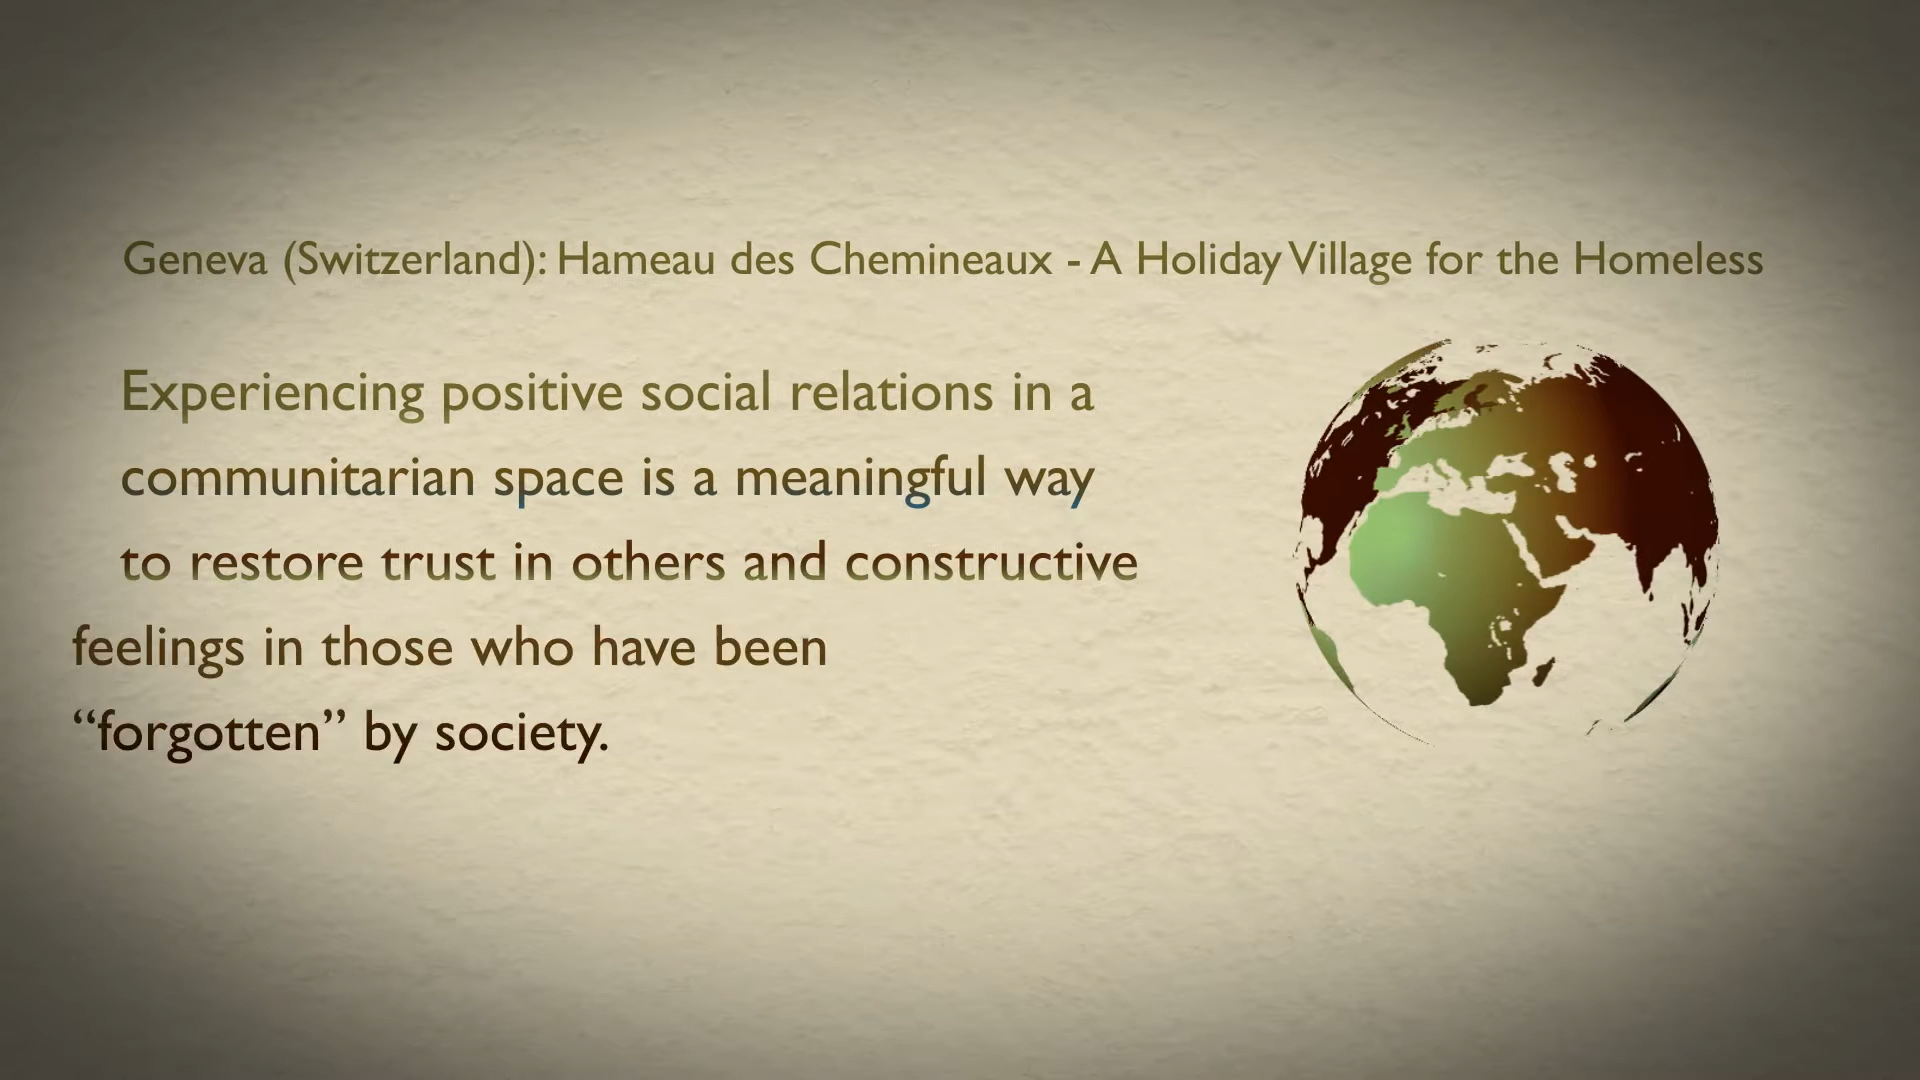 Geneva (Switzerland): Hameau des Chemineaux - A Holiday Village for the Homeless
Experiencing positive social relations in a
communitarian space is a meaningful way
to restore trust in others and constructive
feelings in those who have been
“forgotten” by society.